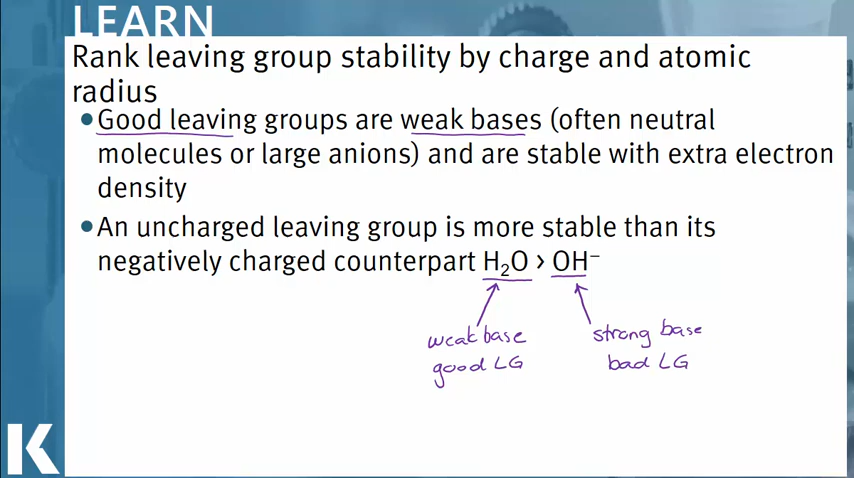 LEARN
Rank leaving group stability by charge and atomic
radius
●Good leaving groups are weak bases (often neutral
molecules or large anions) and are stable with extra electron
density
●An uncharged leaving group is more stable than its
negatively charged counterpart H₂O > OH⁻
weak base strong base
good LG bad LG
K